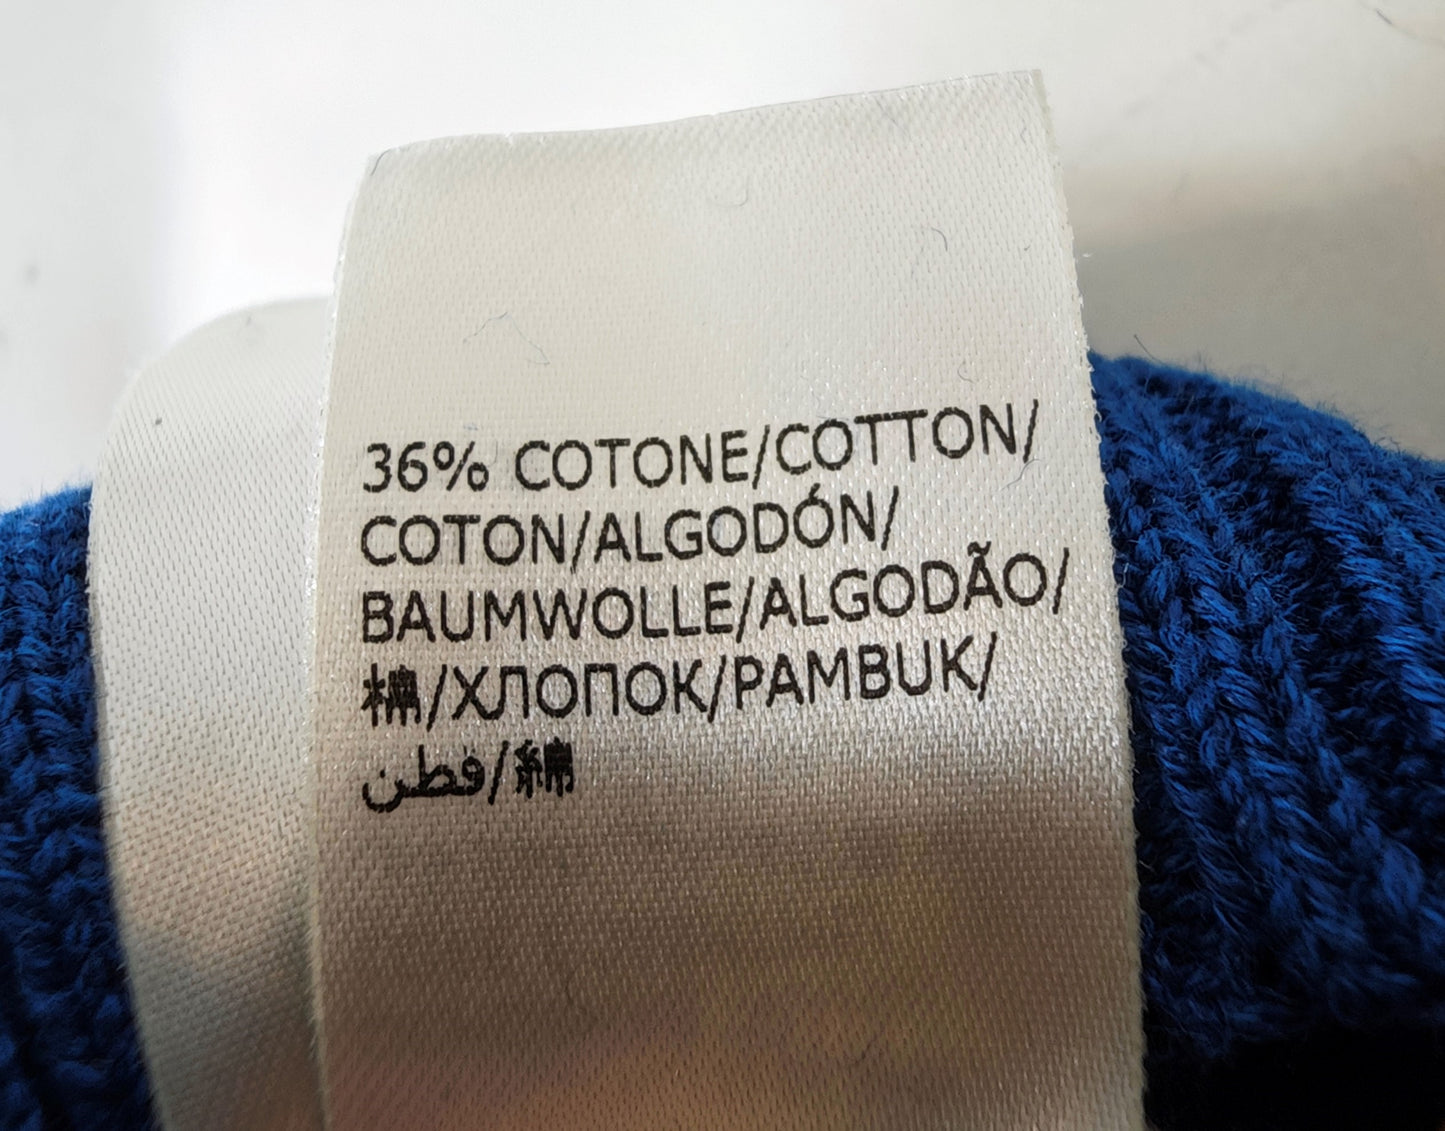 36% COTONE/COTTON/
COTON/ALGODÓN/
BAUMWOLLE/ALGODÃO/
棉/ХЛОПОК/PAMBUK/
قطن/綿